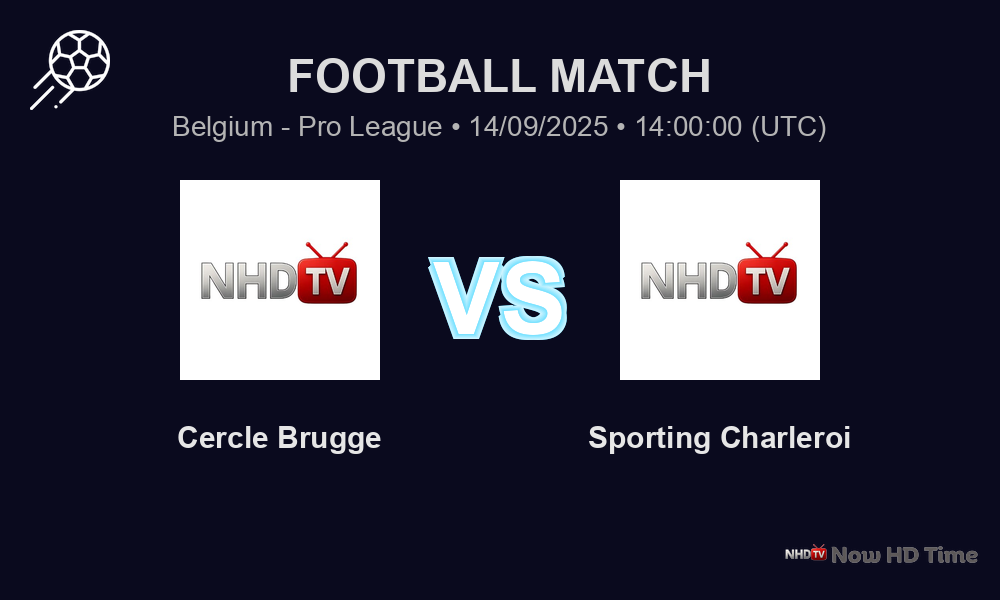 FOOTBALL MATCH
Belgium - Pro League • 14/09/2025 • 14:00:00 (UTC)
NHD TV
VS
NHD TV
Cercle Brugge
Sporting Charleroi
NHD TV Now HD Time